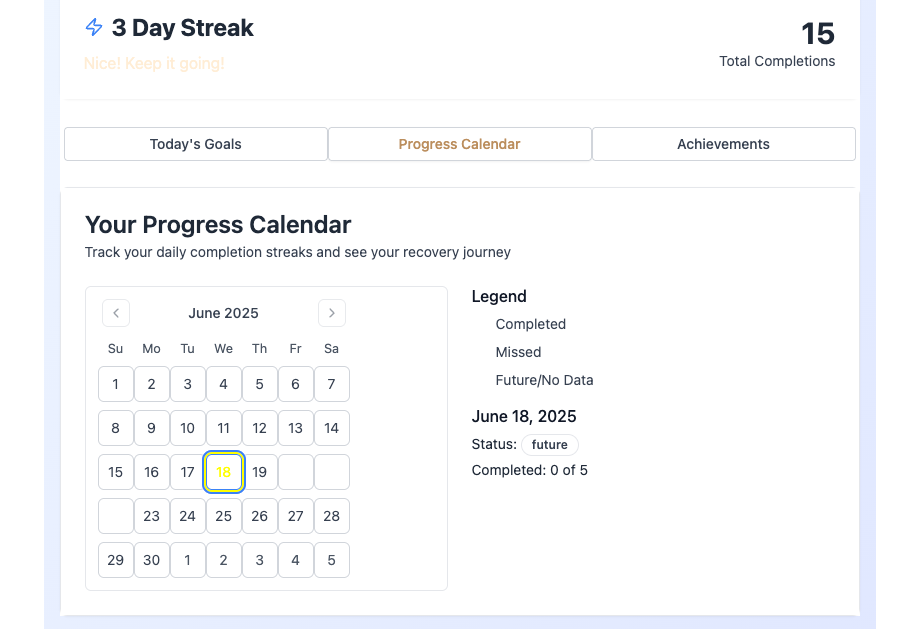 3 Day Streak
Nice! Keep it going!
15
Total Completions
Today's Goals
Progress Calendar
Achievements
Your Progress Calendar
Track your daily completion streaks and see your recovery journey
June 2025
Su Mo Tu We Th Fr Sa
1 2 3 4 5 6 7
8 9 10 11 12 13 14
15 16 17 18 19
23 24 25 26 27 28
29 30 1 2 3 4 5
Legend
Completed
Missed
Future/No Data
June 18, 2025
Status: future
Completed: 0 of 5